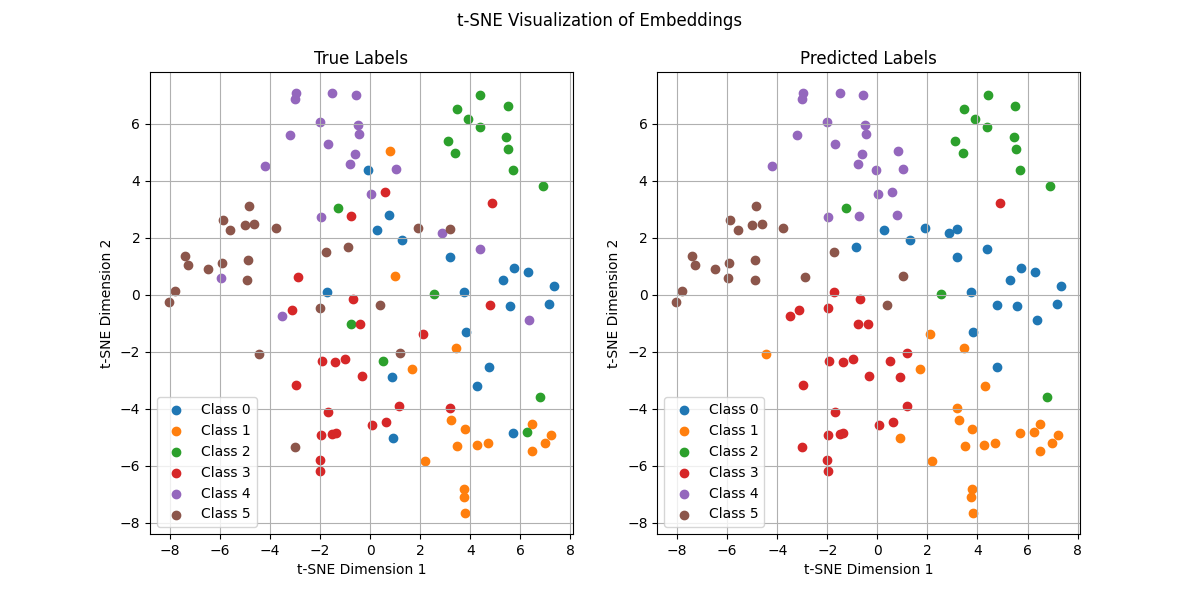 t-SNE Visualization of Embeddings
True Labels
6
4
2
0
−2
−4
−6
−8
t-SNE Dimension 2
Class 0
Class 1
Class 2
Class 3
Class 4
Class 5
−8 −6 −4 −2 0 2 4 6 8
t-SNE Dimension 1
Predicted Labels
6
4
2
0
−2
−4
−6
−8
t-SNE Dimension 2
Class 0
Class 1
Class 2
Class 3
Class 4
Class 5
−8 −6 −4 −2 0 2 4 6 8
t-SNE Dimension 1